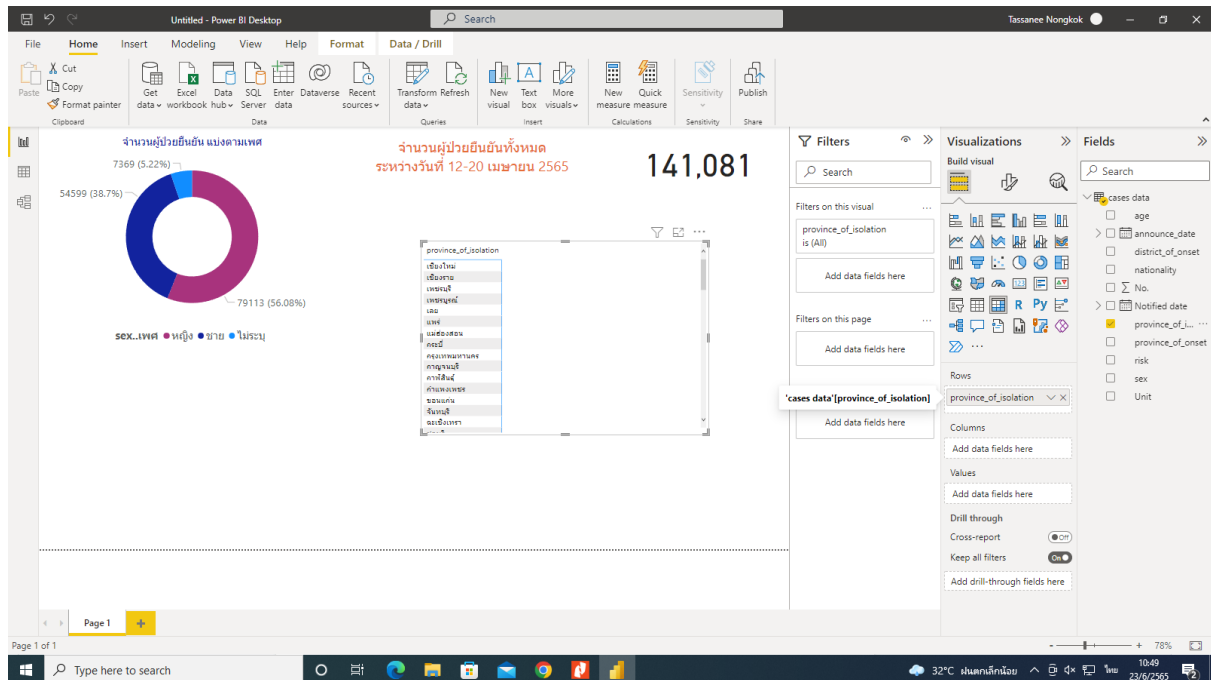 Untitled - Power BI Desktop
Search
Tassanee Nongkok
File Home Insert Modeling View Help Format Data / Drill
Paste
Cut
Copy
Format painter
Get data
Excel workbook
Data hub
SQL Server
Enter data
Dataverse
Recent sources
Transform data
Refresh
New visual
Text box
More visuals
New measure
Quick measure
Sensitivity
Publish
Clipboard Data Queries Insert Calculations Sensitivity Share
จำนวนผู้ป่วยยืนยัน แบ่งตามเพศ
7369 (5.22%)
54599 (38.7%)
79113 (56.08%)
sex..เพศ หญิง ชาย ไม่ระบุ
จำนวนผู้ป่วยยืนยันทั้งหมด
ระหว่างวันที่ 12-20 เมษายน 2565
141,081
province_of_isolation
เชียงใหม่
เชียงราย
เพชรบุรี
เพชรบูรณ์
เลย
แพร่
แม่ฮ่องสอน
กระบี่
กรุงเทพมหานคร
กาญจนบุรี
กาฬสินธุ์
กำแพงเพชร
ขอนแก่น
จันทบุรี
ฉะเชิงเทรา
Filters
Search
Filters on this visual ...
province_of_isolation
is (All)
Add data fields here
Filters on this page ...
Add data fields here
'cases data'[province_of_isolation]
Add data fields here
Visualizations
Build visual
R Py
123
...
Rows
province_of_isolation
Columns
Add data fields here
Values
Add data fields here
Drill through
Cross-report Off
Keep all filters On
Add drill-through fields here
Fields
Search
cases data
age
announce_date
district_of_onset
nationality
∑ No.
Notified date
province_of_i... ...
province_of_onset
risk
sex
Unit
Page 1 +
Page 1 of 1
- + 78%
Type here to search
32°C ฝนตกเล็กน้อย
ไทย
10:49
23/6/2565
2